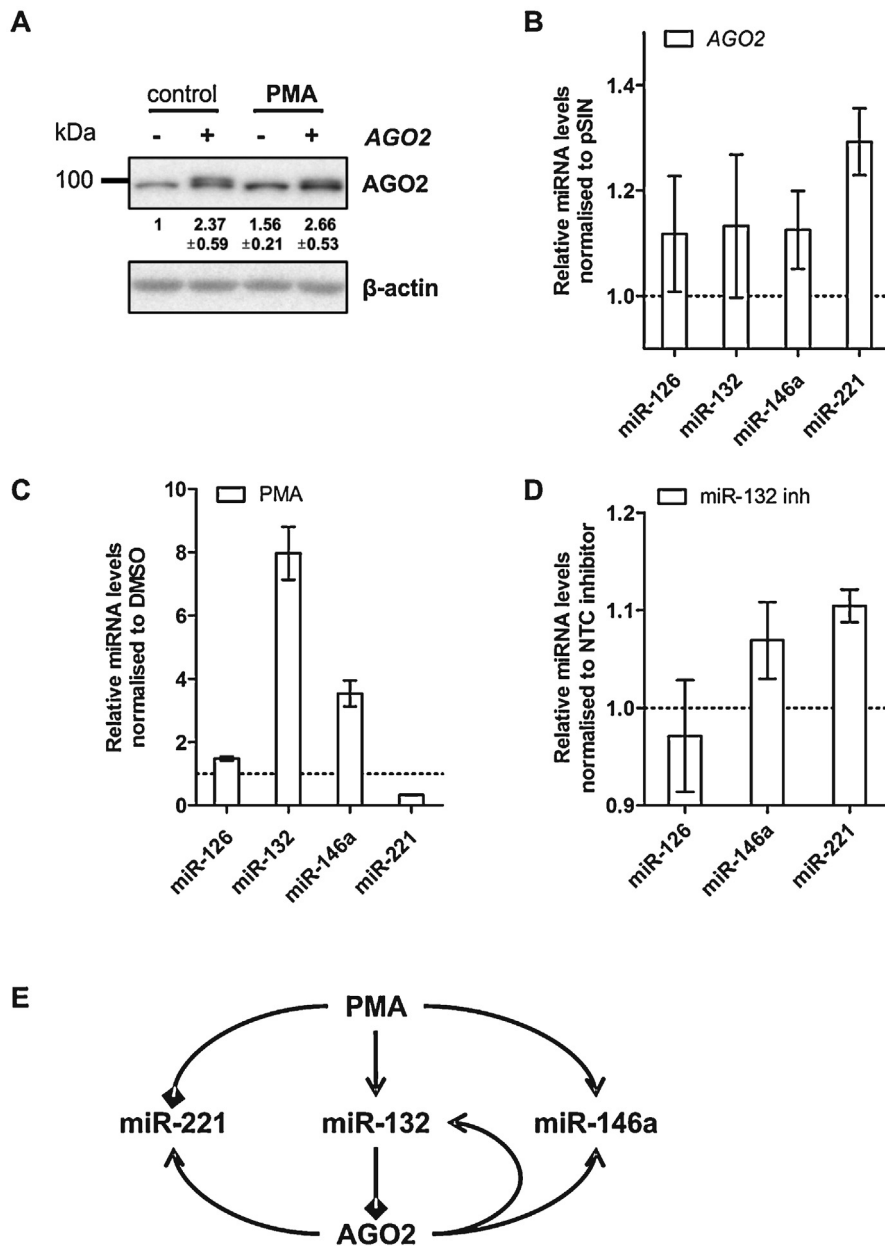 A
control PMA
kDa - + - + AGO2
100 AGO2
1 2.37 1.56 2.66
±0.59 ±0.21 ±0.53
β-actin
B
AGO2
Relative miRNA levels
normalised to pSIN
1.4
1.2
1.0
miR-126 miR-132 miR-146a miR-221
C
PMA
Relative miRNA levels
normalised to DMSO
10
8
6
4
2
0
miR-126 miR-132 miR-146a miR-221
D
miR-132 inh
Relative miRNA levels
normalised to NTC inhibitor
1.2
1.1
1.0
0.9
miR-126 miR-146a miR-221
E
PMA
miR-221 miR-132 miR-146a
AGO2